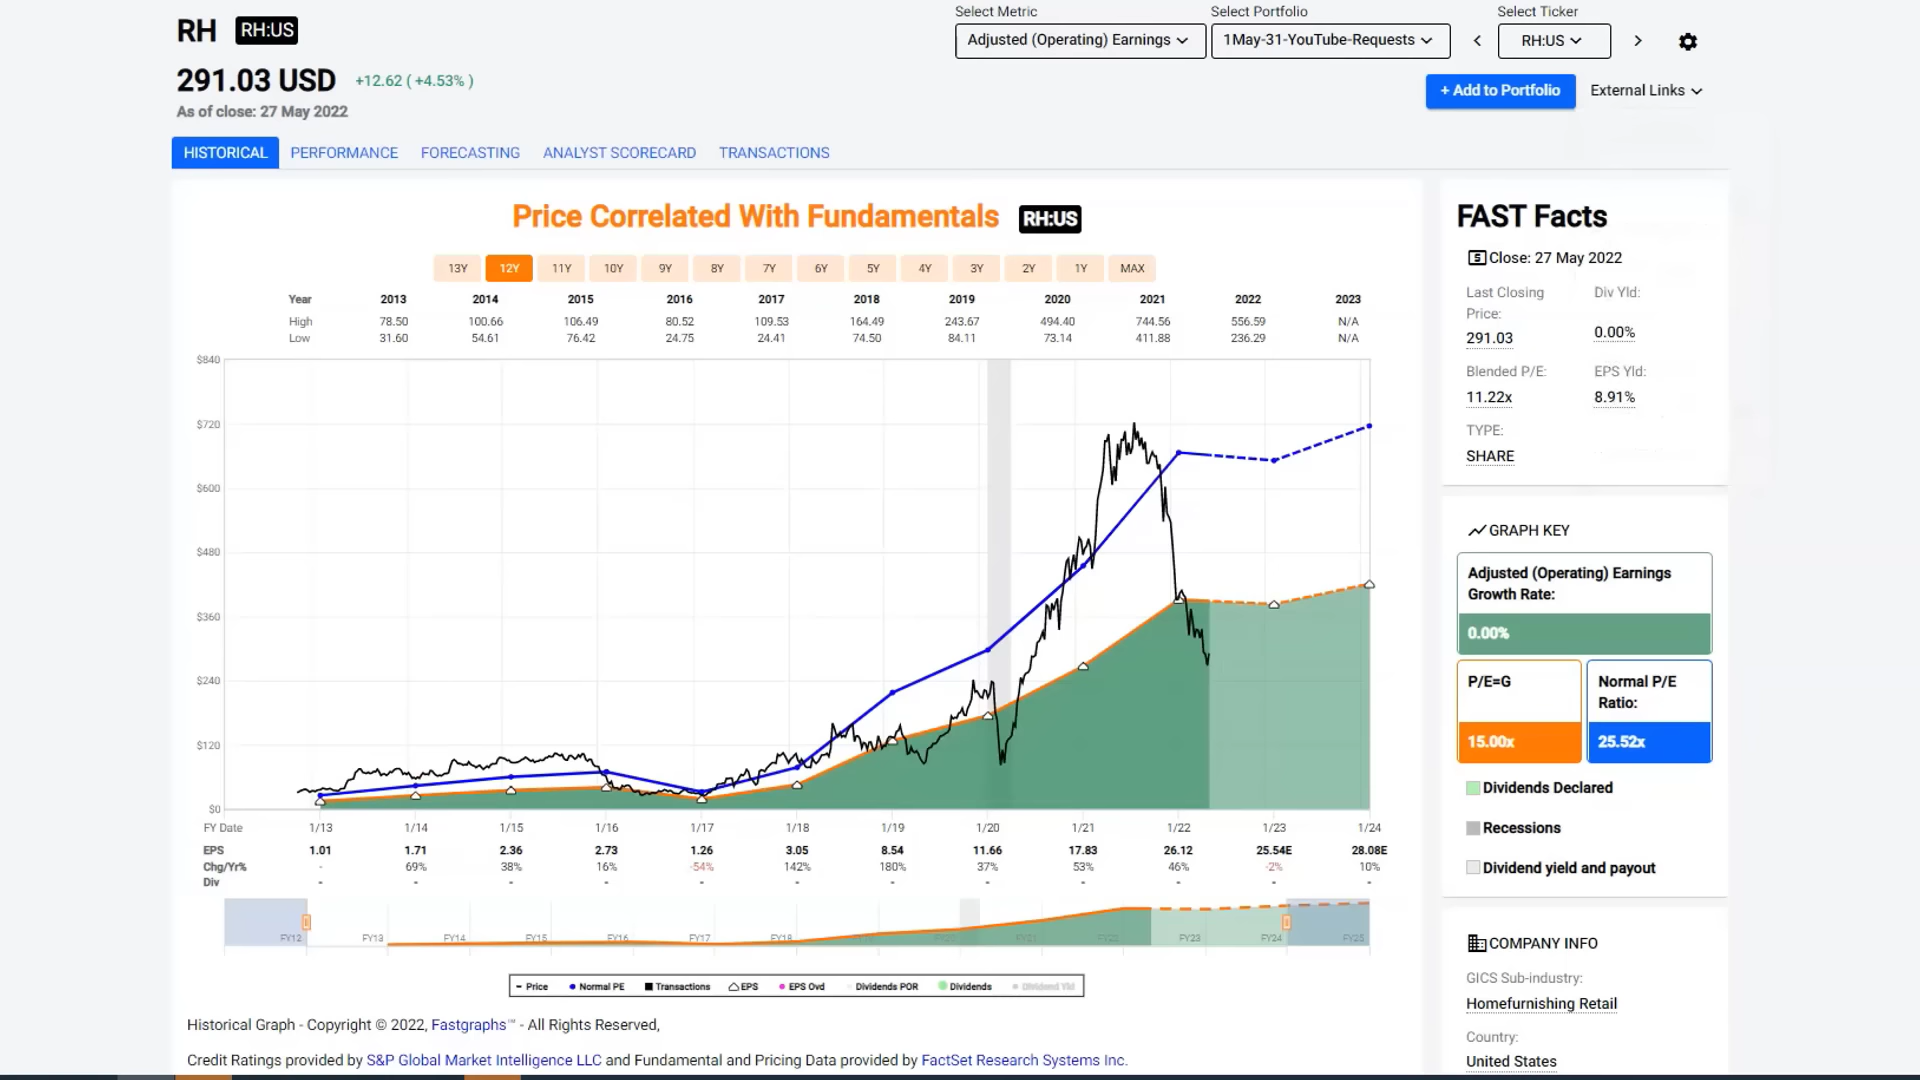 RH RH:US
291.03 USD +12.62 ( +4.53% )
As of close: 27 May 2022
Select Metric
Adjusted (Operating) Earnings
Select Portfolio
1May-31-YouTube-Requests
Select Ticker
RH:US
+ Add to Portfolio
External Links
HISTORICAL PERFORMANCE FORECASTING ANALYST SCORECARD TRANSACTIONS
Price Correlated With Fundamentals RH:US
13Y 12Y 11Y 10Y 9Y 8Y 7Y 6Y 5Y 4Y 3Y 2Y 1Y MAX
Year 2013 2014 2015 2016 2017 2018 2019 2020 2021 2022 2023
High 78.50 100.66 106.49 80.52 109.53 164.49 243.67 494.40 744.56 556.59 N/A
Low 31.60 54.61 76.42 24.75 24.41 74.50 84.11 73.14 411.88 236.29 N/A
$840
$720
$600
$480
$360
$240
$120
$0
FY Date 1/13 1/14 1/15 1/16 1/17 1/18 1/19 1/20 1/21 1/22 1/23 1/24
EPS 1.01 1.71 2.36 2.73 1.26 3.05 8.54 11.66 17.83 26.12 25.54E 28.08E
Chg/Yr% - 69% 38% 16% -54% 142% 180% 37% 53% 46% -2% 10%
Div - - - - - - - - - - - -
FY12 FY13 FY14 FY15 FY16 FY17 FY18 FY20 FY21 FY22 FY23 FY24 FY25
Price Normal PE Transactions EPS EPS Ovd Dividends POR Dividends Dividend Yld
Historical Graph - Copyright © 2022, Fastgraphs™ - All Rights Reserved,
Credit Ratings provided by S&P Global Market Intelligence LLC and Fundamental and Pricing Data provided by FactSet Research Systems Inc.
FAST Facts
Close: 27 May 2022
Last Closing Price:
291.03
Div Yld:
0.00%
Blended P/E:
11.22x
EPS Yld:
8.91%
TYPE:
SHARE
GRAPH KEY
Adjusted (Operating) Earnings
Growth Rate:
0.00%
P/E=G
15.00x
Normal P/E
Ratio:
25.52x
Dividends Declared
Recessions
Dividend yield and payout
COMPANY INFO
GICS Sub-industry:
Homefurnishing Retail
Country:
United States